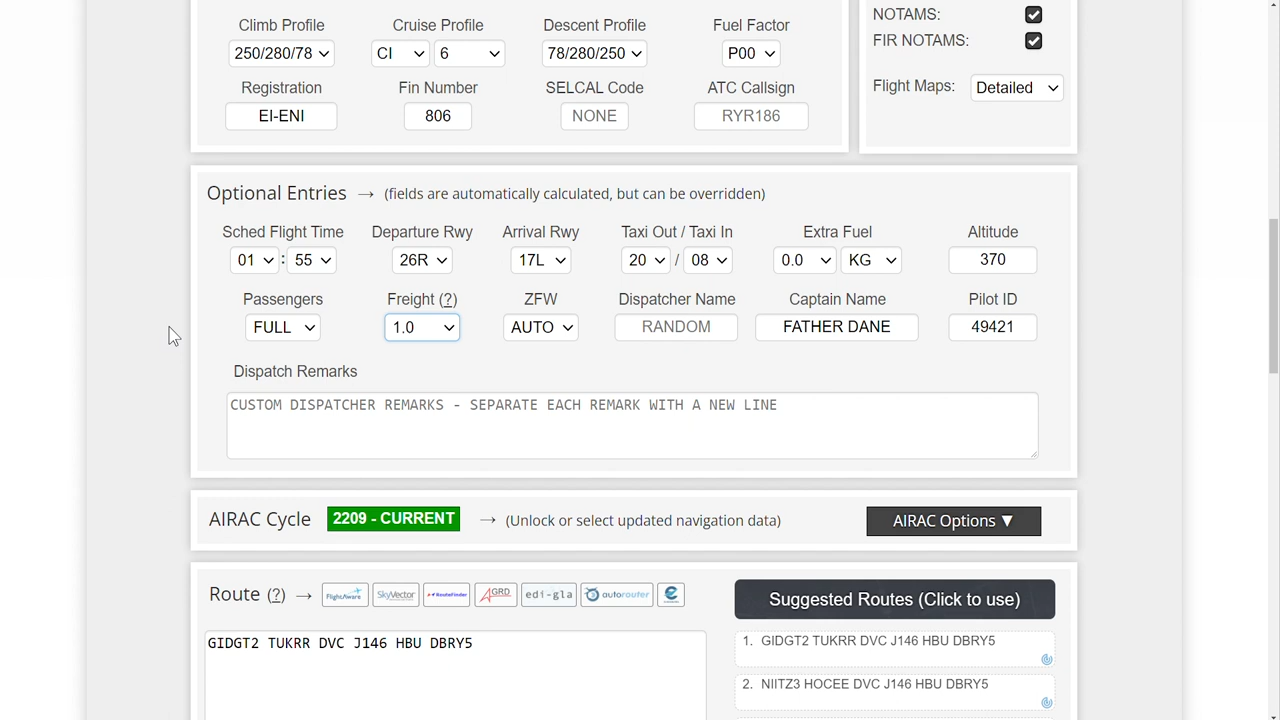 Climb Profile Cruise Profile Descent Profile Fuel Factor
250/280/78 CI 6 78/280/250 P00
Registration Fin Number SELCAL Code ATC Callsign
EI-ENI 806 NONE RYR186
NOTAMS:
FIR NOTAMS:
Flight Maps: Detailed
Optional Entries → (fields are automatically calculated, but can be overridden)
Sched Flight Time Departure Rwy Arrival Rwy Taxi Out / Taxi In Extra Fuel Altitude
01 : 55 26R 17L 20 / 08 0.0 KG 370
Passengers Freight (?) ZFW Dispatcher Name Captain Name Pilot ID
FULL 1.0 AUTO RANDOM FATHER DANE 49421
Dispatch Remarks
CUSTOM DISPATCHER REMARKS - SEPARATE EACH REMARK WITH A NEW LINE
AIRAC Cycle 2209 - CURRENT → (Unlock or select updated navigation data) AIRAC Options ▼
Route (?) → FlightAware SkyVector RouteFinder GRD edi-gla autorouter
GIDGT2 TUKRR DVC J146 HBU DBRY5
Suggested Routes (Click to use)
1. GIDGT2 TUKRR DVC J146 HBU DBRY5
2. NIITZ3 HOCEE DVC J146 HBU DBRY5